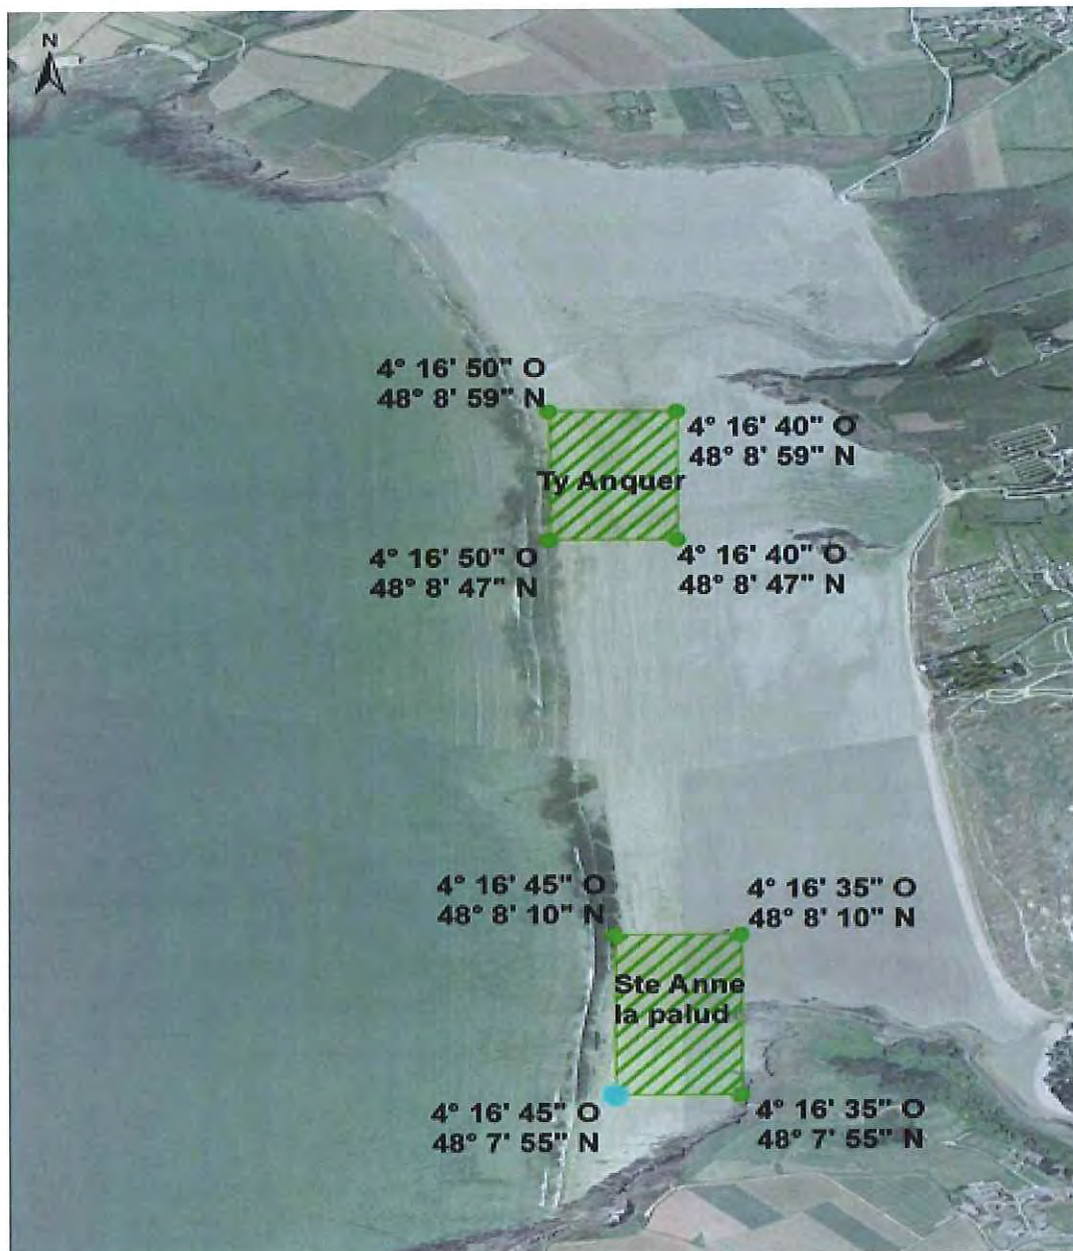 N
4° 16' 50" O
48° 8' 59" N
4° 16' 40" O
48° 8' 59" N
Ty Anquer
4° 16' 50" O
48° 8' 47" N
4° 16' 40" O
48° 8' 47" N
4° 16' 45" O
48° 8' 10" N
4° 16' 35" O
48° 8' 10" N
Ste Anne
la palud
4° 16' 45" O
48° 7' 55" N
4° 16' 35" O
48° 7' 55" N